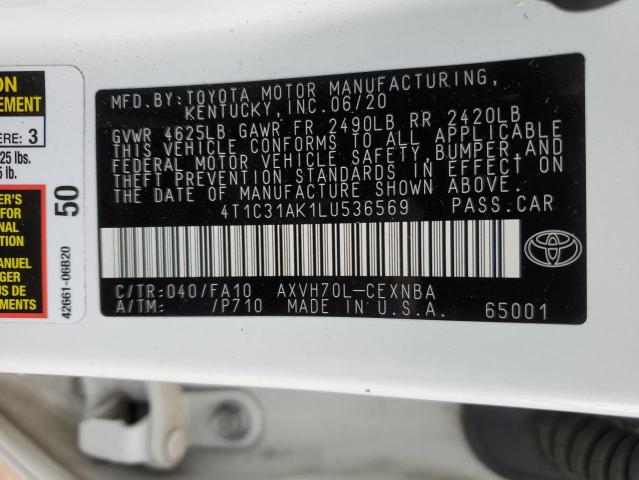 MFD.BY: TOYOTA MOTOR MANUFACTURING,
KENTUCKY, INC. 06/20
GVWR 4625LB GAWR FR 2490LB RR 2420LB
THIS VEHICLE CONFORMS TO ALL APPLICABLE
FEDERAL MOTOR VEHICLE SAFETY, BUMPER AND
THEFT PREVENTION STANDARDS IN EFFECT ON
THE DATE OF MANUFACTURE SHOWN ABOVE.
4T1C31AK1LU536569 PASS.CAR
C/TR:040/FA10 AXVH70L-CEXNBA
A/TM: /P710 MADE IN U.S.A. 65001
ON
EMENT
ERE: 3
25 lbs.
5 lb.
ER'S
FOR
NAL
TION
MANUEL
GER
US
50
42661-06B20